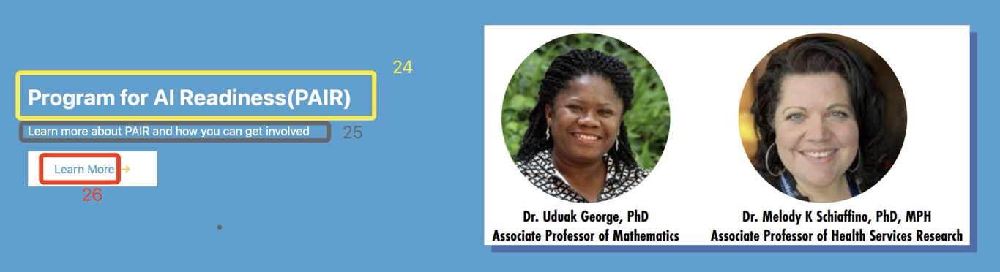 24
Program for AI Readiness(PAIR)
Learn more about PAIR and how you can get involved
25
Learn More →
26
Dr. Uduak George, PhD
Associate Professor of Mathematics
Dr. Melody K Schiaffino, PhD, MPH
Associate Professor of Health Services Research